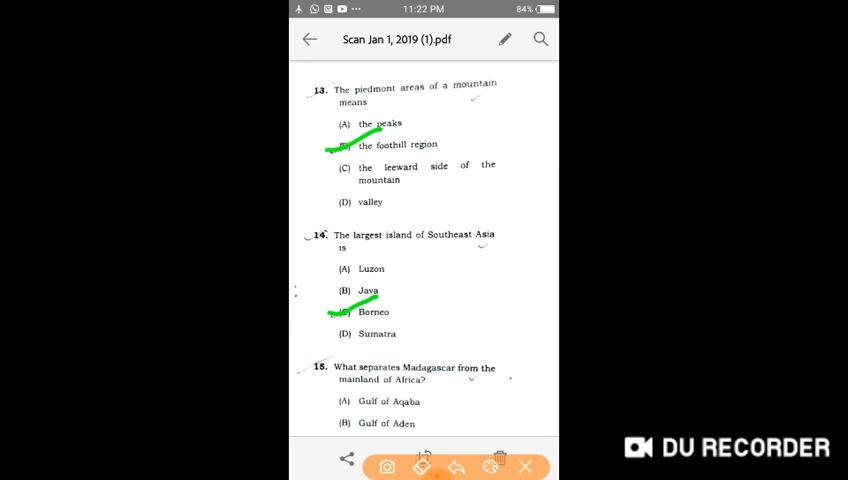 11:22 PM
84%
Scan Jan 1, 2019 (1).pdf
13. The piedmont areas of a mountain
means
(A) the peaks
the foothill region
(C) the leeward side of the
mountain
(D) valley
14. The largest island of Southeast Asia
is
(A) Luzon
(B) Java
(C) Borneo
(D) Sumatra
15. What separates Madagascar from the
mainland of Africa?
(A) Gulf of Aqaba
(B) Gulf of Aden
DU RECORDER